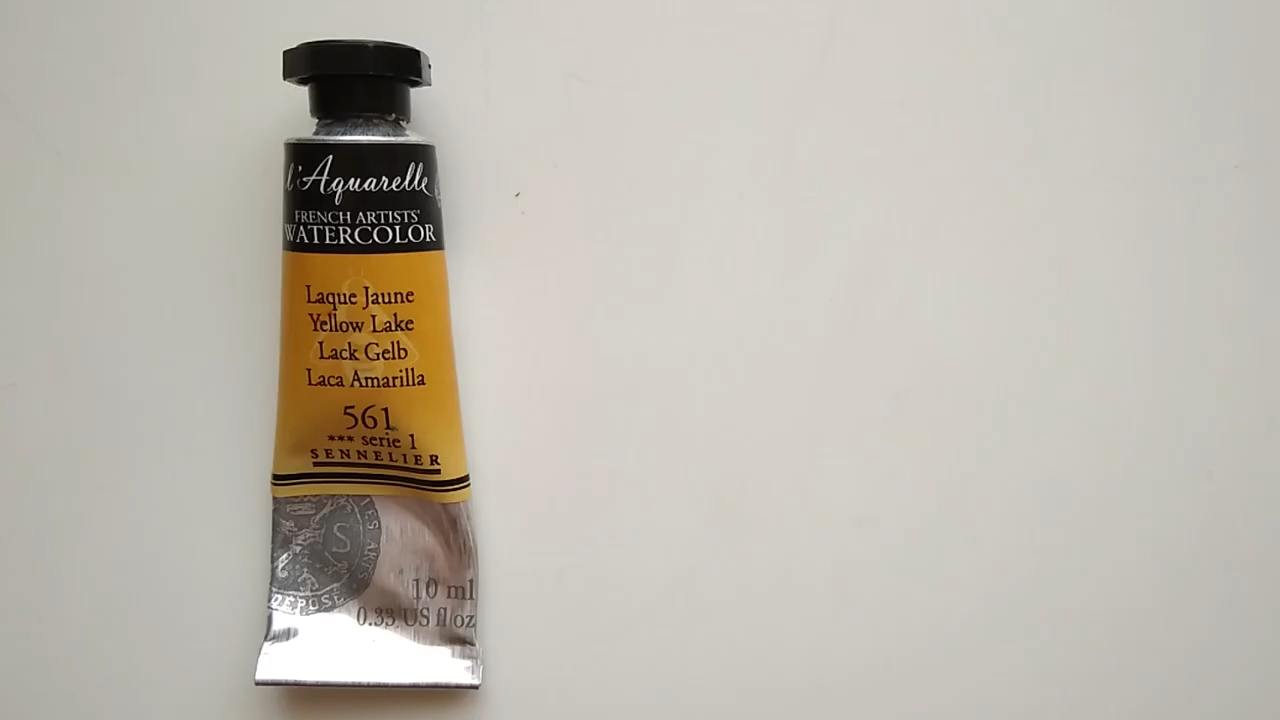 l'Aquarelle
FRENCH ARTISTS'
WATERCOLOR
Laque Jaune
Yellow Lake
Lack Gelb
Laca Amarilla
561
*** serie 1
SENNELIER
S
DÉPOSÉ
10 ml
0.33 US fl oz